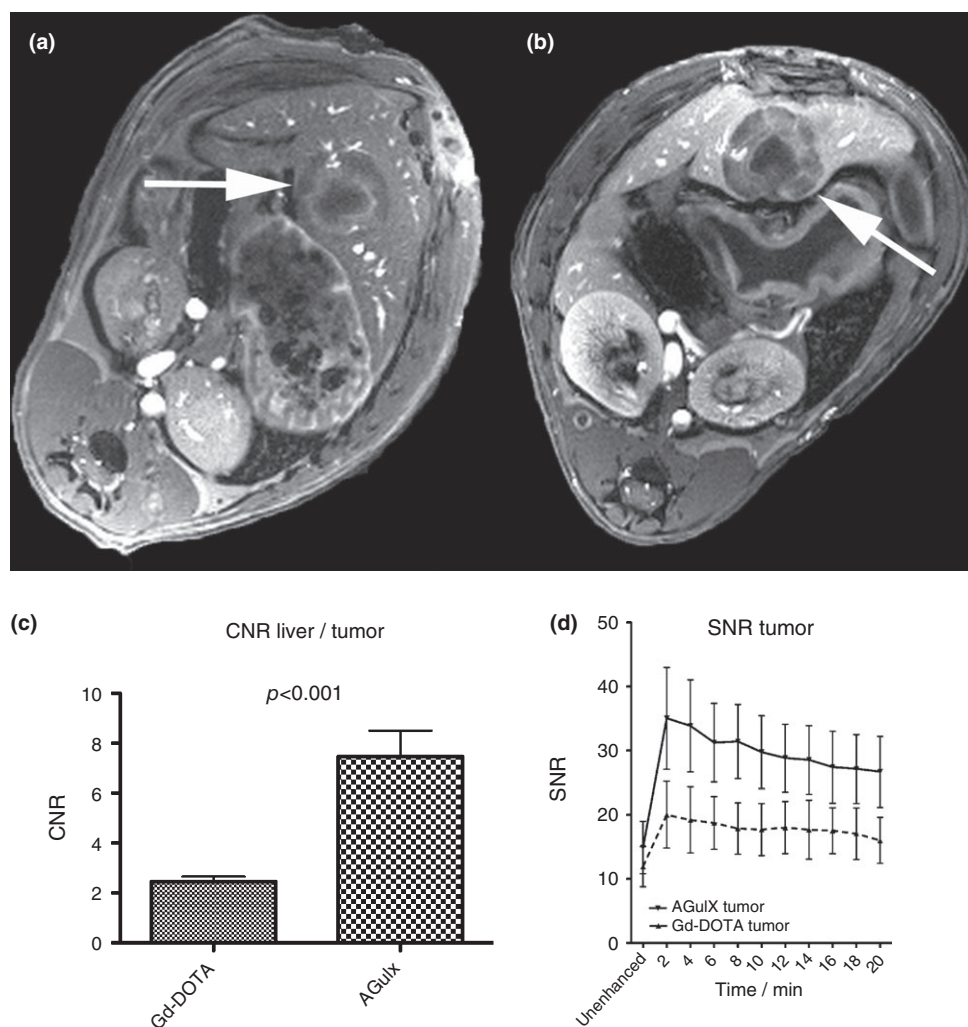 (a)
(b)
(c)
CNR liver / tumor
p<0.001
10
8
6
4
2
0
CNR
Gd-DOTA
AGulx
(d)
SNR tumor
50
40
30
20
10
0
SNR
AGulX tumor
Gd-DOTA tumor
Unenhanced
2
4
6
8
10
12
14
16
18
20
Time / min